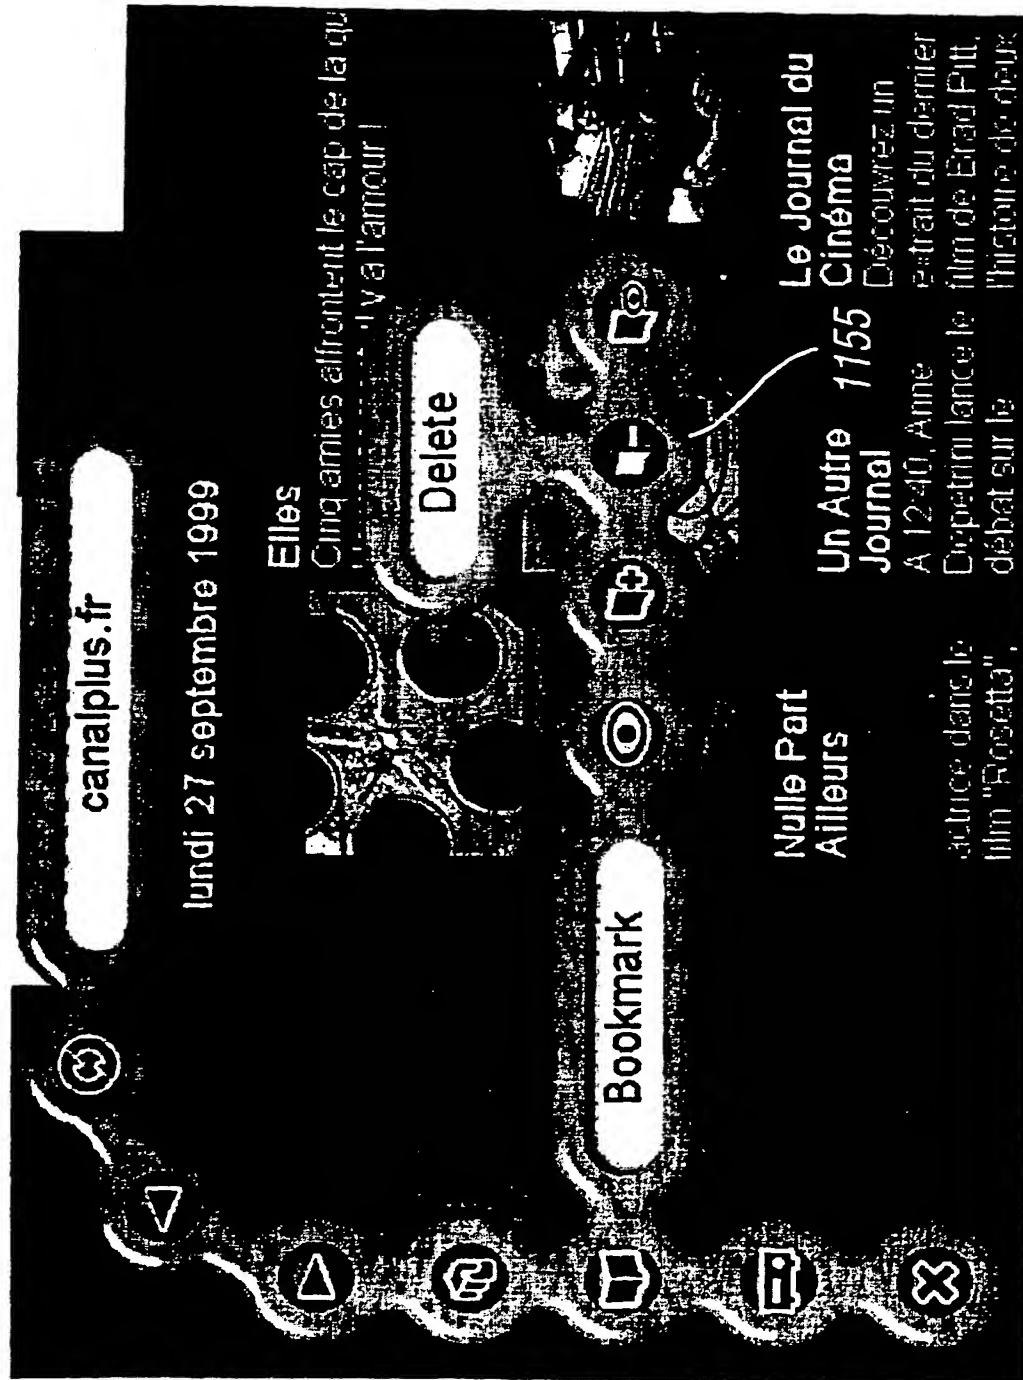 canalplus.fr
lundi 27 septembre 1999
Elles
Cinq amies affrontent le cap de la qu
y a l'amour !
Delete
Bookmark
1155
Nulle Part
Ailleurs
actrice dans le
film "Rosetta",
Un Autre
Journal
A 12:40, Anne
Depetrini lance le
débat sur le
Le Journal du
Cinéma
Découvrez un
extrait du dernier
film de Brad Pitt,
l'histoire de deux